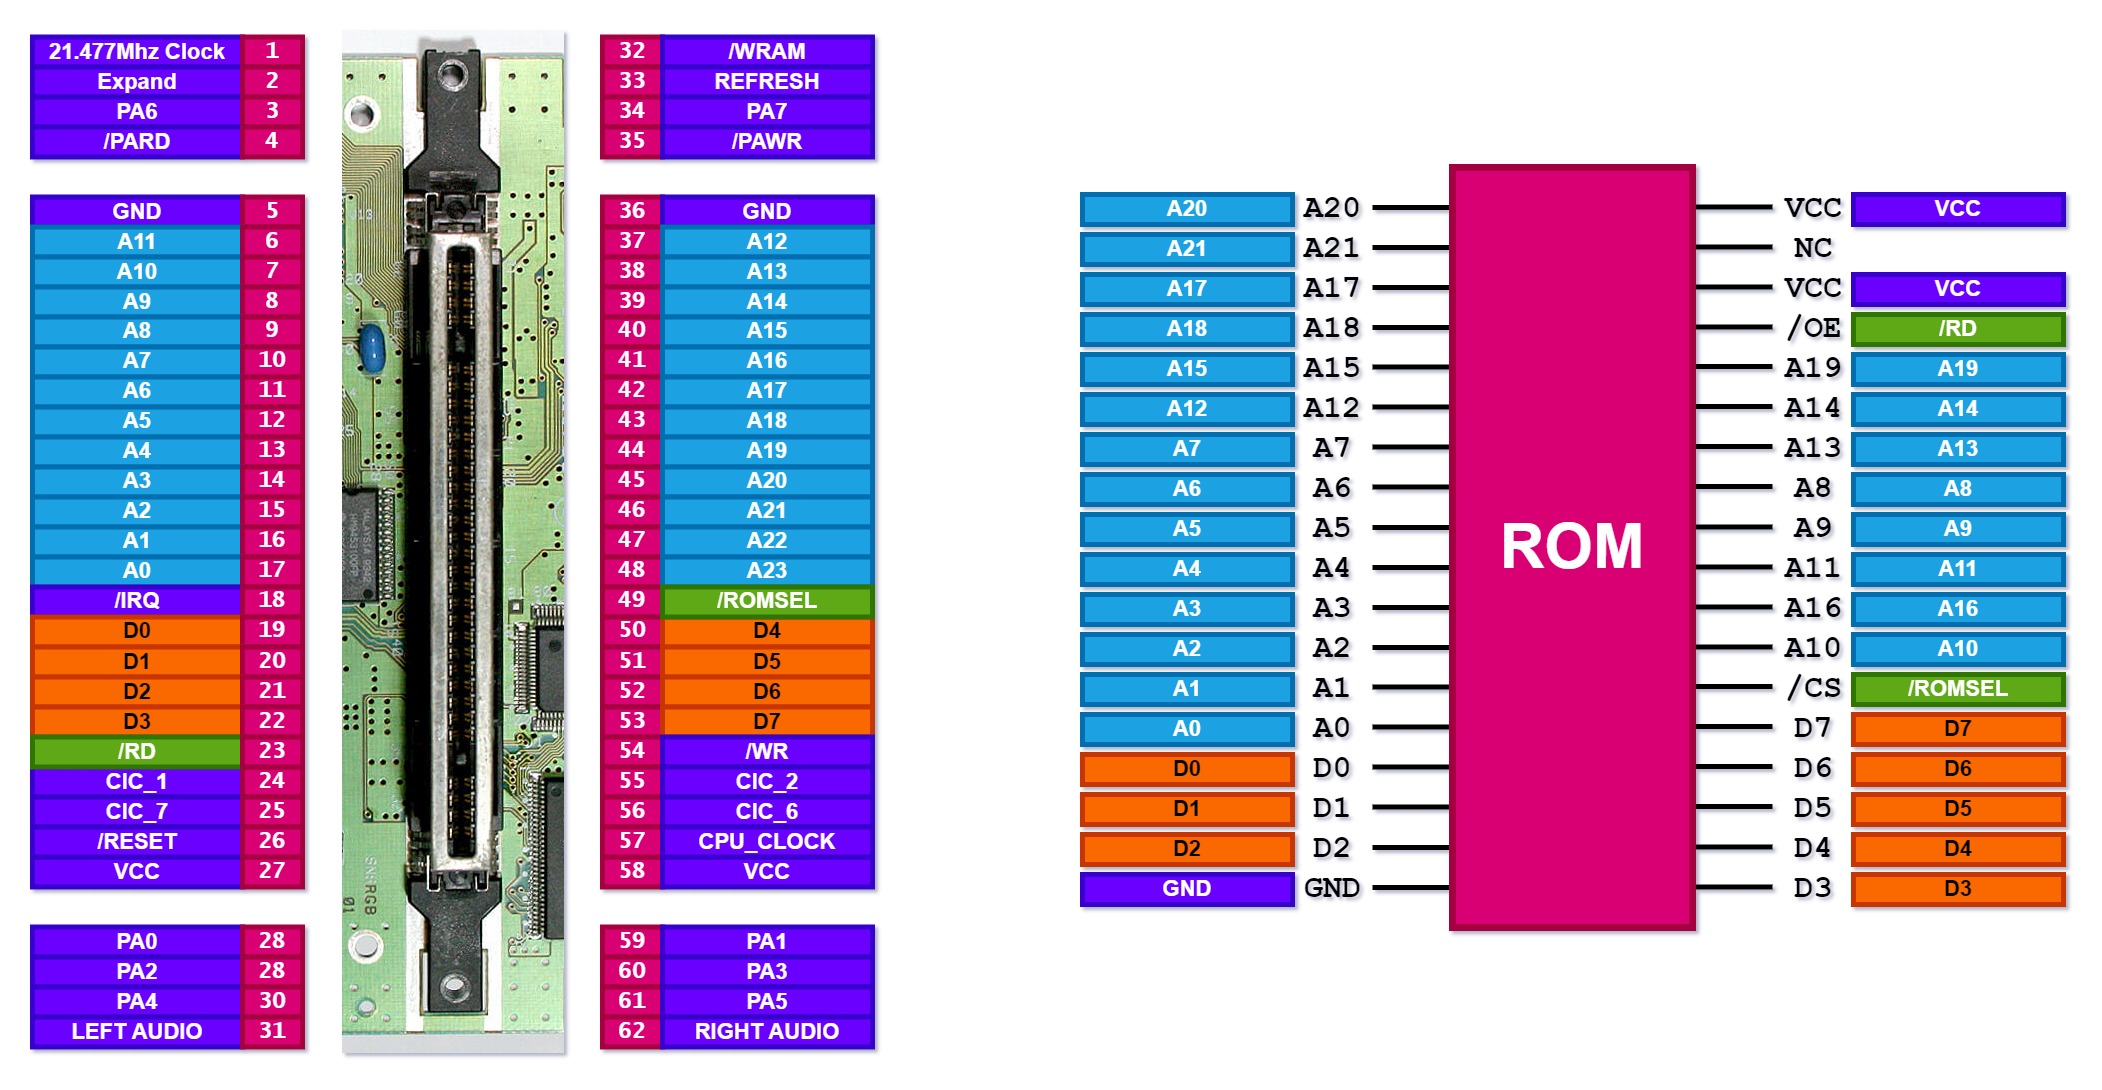 21.477Mhz Clock 1
Expand 2
PA6 3
/PARD 4
GND 5
A11 6
A10 7
A9 8
A8 9
A7 10
A6 11
A5 12
A4 13
A3 14
A2 15
A1 16
A0 17
/IRQ 18
D0 19
D1 20
D2 21
D3 22
/RD 23
CIC_1 24
CIC_7 25
/RESET 26
VCC 27
PA0 28
PA2 28
PA4 30
LEFT AUDIO 31
RGB
01
32 /WRAM
33 REFRESH
34 PA7
35 /PAWR
36 GND
37 A12
38 A13
39 A14
40 A15
41 A16
42 A17
43 A18
44 A19
45 A20
46 A21
47 A22
48 A23
49 /ROMSEL
50 D4
51 D5
52 D6
53 D7
54 /WR
55 CIC_2
56 CIC_6
57 CPU_CLOCK
58 VCC
59 PA1
60 PA3
61 PA5
62 RIGHT AUDIO
A20 A20
A21 A21
A17 A17
A18 A18
A15 A15
A12 A12
A7 A7
A6 A6
A5 A5
A4 A4
A3 A3
A2 A2
A1 A1
A0 A0
D0 D0
D1 D1
D2 D2
GND GND
ROM
VCC VCC
NC
VCC VCC
/OE /RD
A19 A19
A14 A14
A13 A13
A8 A8
A9 A9
A11 A11
A16 A16
A10 A10
/CS /ROMSEL
D7 D7
D6 D6
D5 D5
D4 D4
D3 D3